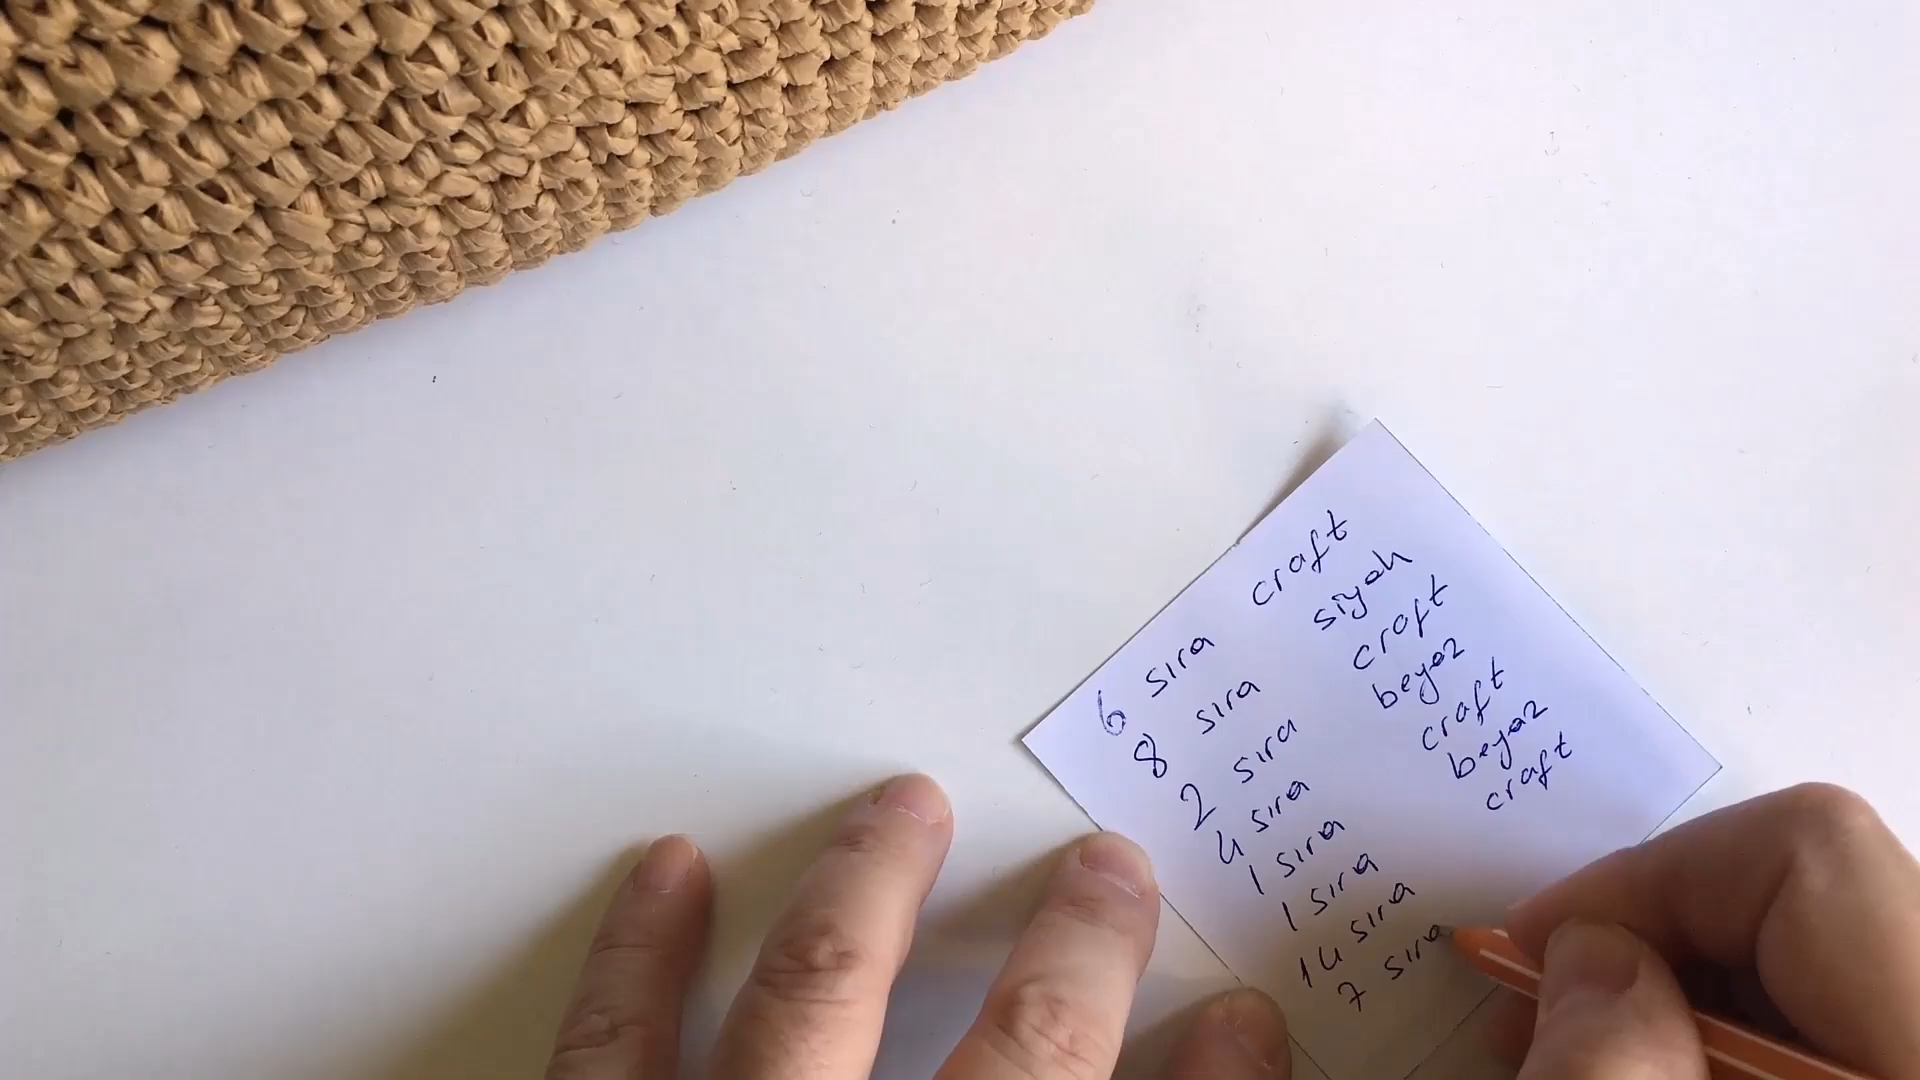 6 sıra craft
8 sıra siyah
2 sıra craft
4 sıra beyaz
1 sıra craft
1 sıra beyaz
14 sıra craft
7 sıra